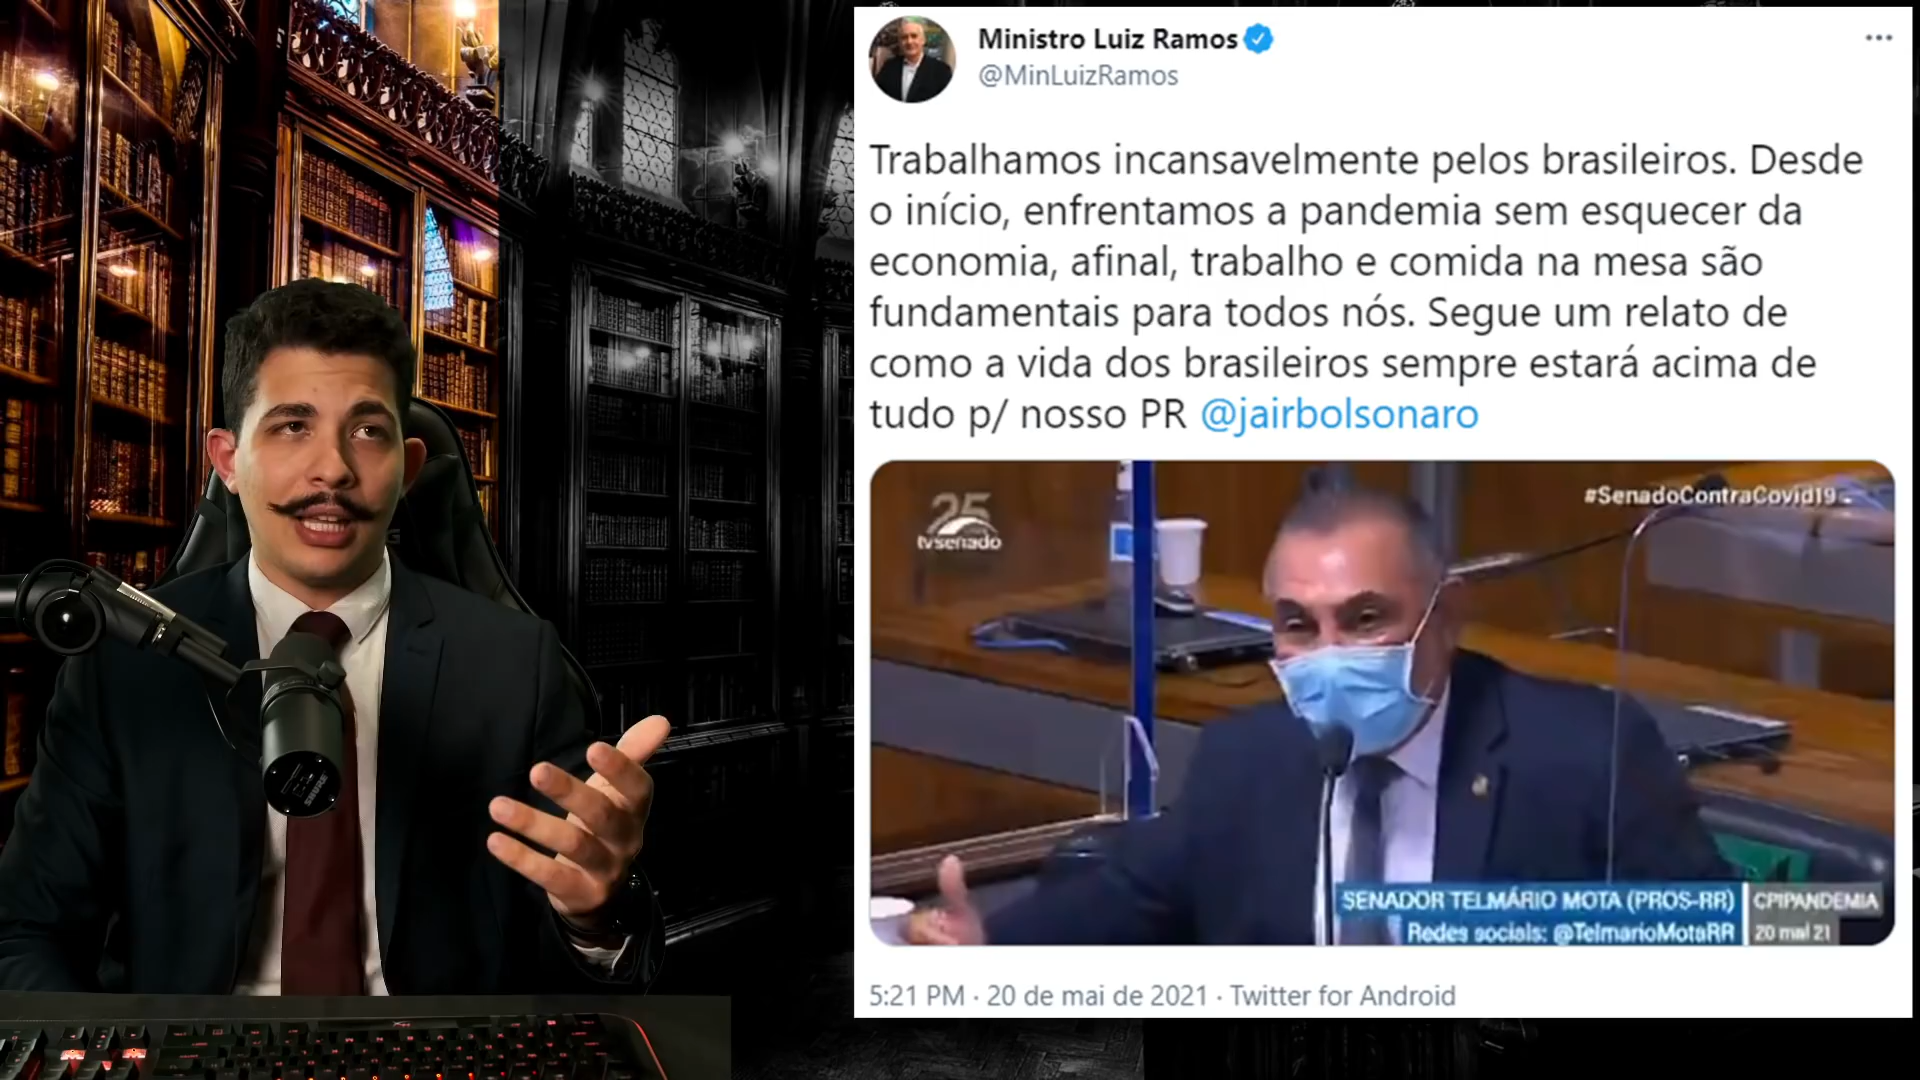 Ministro Luiz Ramos
@MinLuizRamos
Trabalhamos incansavelmente pelos brasileiros. Desde
o início, enfrentamos a pandemia sem esquecer da
economia, afinal, trabalho e comida na mesa são
fundamentais para todos nós. Segue um relato de
como a vida dos brasileiros sempre estará acima de
tudo p/ nosso PR @jairbolsonaro
#SenadoContraCovid19
25
tvsenado
SENADOR TELMÁRIO MOTA (PROS-RR)
CPIPANDEMIA
Redes sociais: @TelmarioMotaRR
20 mai 21
5:21 PM · 20 de mai de 2021 · Twitter for Android
SHURE
G